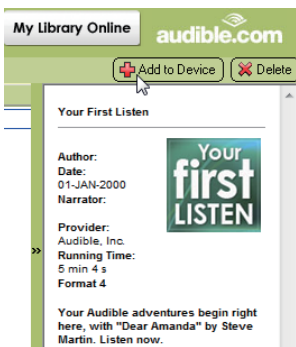 My Library Online
audible.com
Add to Device
Delete
Your First Listen
Author:
Date:
01-JAN-2000
Narrator:
Provider:
Audible, Inc.
Running Time:
5 min 4 s
Format 4
Your
first
LISTEN
»
Your Audible adventures begin right
here, with "Dear Amanda" by Steve
Martin. Listen now.